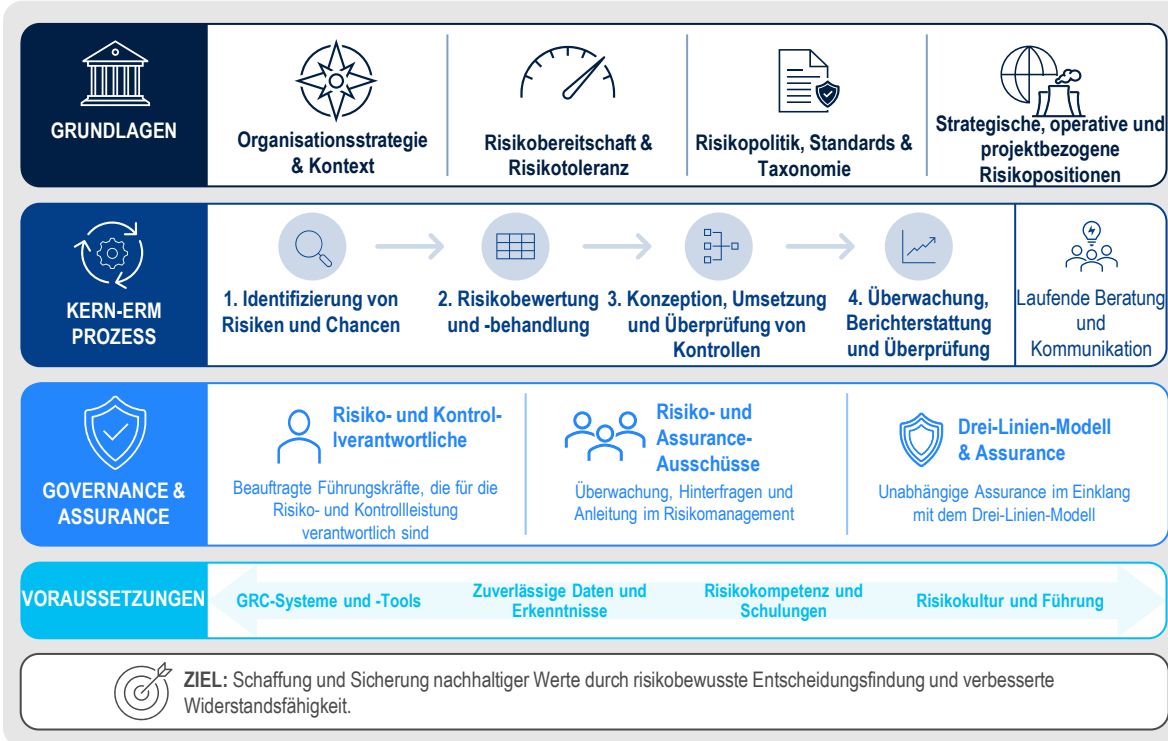 GRUNDLAGEN
Organisationsstrategie
& Kontext
Risikobereitschaft &
Risikotoleranz
Risikopolitik, Standards &
Taxonomie
Strategische, operative und
projektbezogene
Risikopositionen
KERN-ERM
PROZESS
1. Identifizierung von
Risiken und Chancen
2. Risikobewertung
und -behandlung
3. Konzeption, Umsetzung
und Überprüfung von
Kontrollen
4. Überwachung,
Berichterstattung
und Überprüfung
Laufende Beratung
und
Kommunikation
GOVERNANCE &
ASSURANCE
Risiko- und Kontrol-
lverantwortliche
Beauftragte Führungskräfte, die für die
Risiko- und Kontrollleistung
verantwortlich sind
Risiko- und
Assurance-
Ausschüsse
Überwachung, Hinterfragen und
Anleitung im Risikomanagement
Drei-Linien-Modell
& Assurance
Unabhängige Assurance im Einklang
mit dem Drei-Linien-Modell
VORAUSSETZUNGEN
GRC-Systeme und -Tools
Zuverlässige Daten und
Erkenntnisse
Risikokompetenz und
Schulungen
Risikokultur und Führung
ZIEL: Schaffung und Sicherung nachhaltiger Werte durch risikobewusste Entscheidungsfindung und verbesserte
Widerstandsfähigkeit.